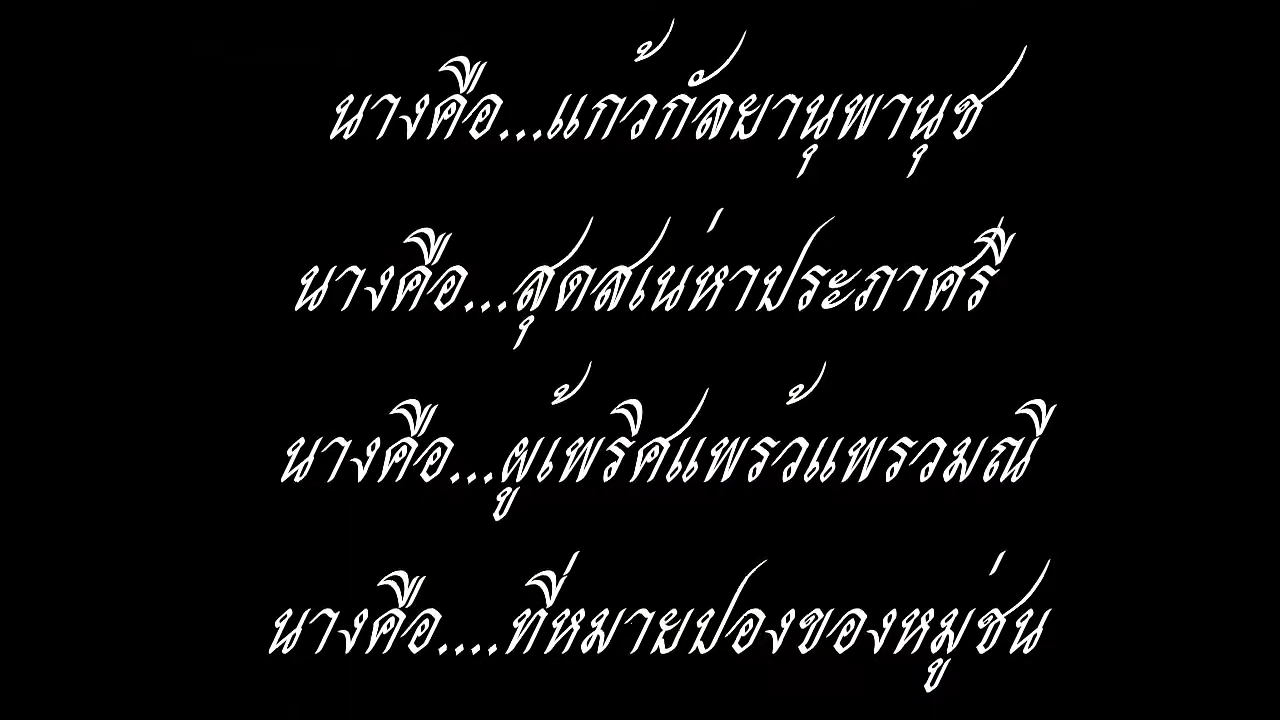 นางคือ...แก้วกัลยานุพานุช
นางคือ...สุดสเน่หาประภาศรี
นางคือ...ผู้เพริศแพร้วแพรวมณี
นางคือ....ที่หมายปองของหมู่ชน